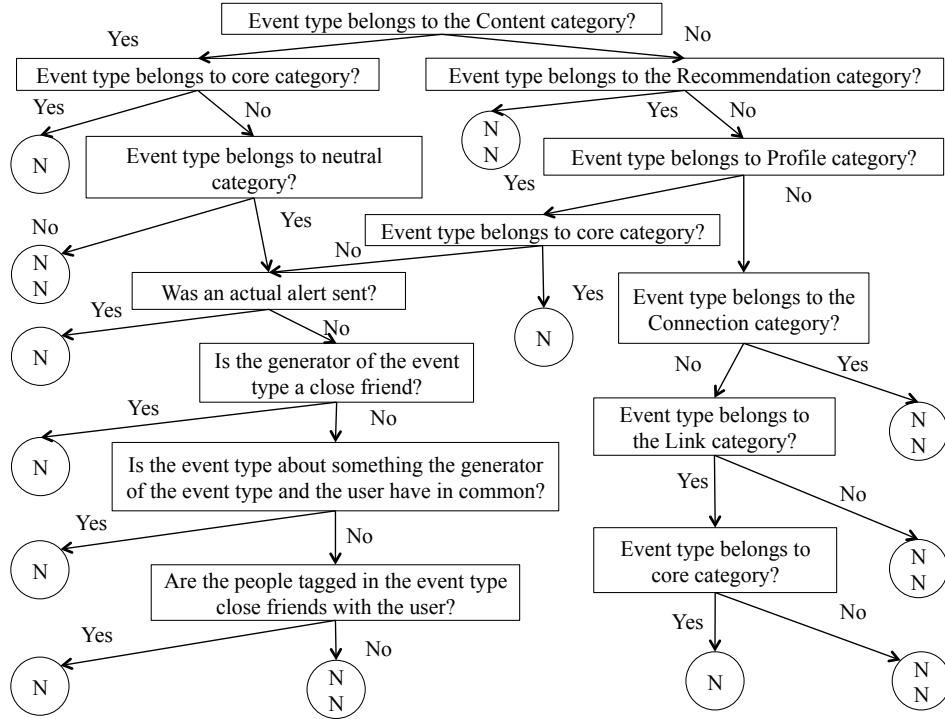 Event type belongs to the Content category?
Yes
No
Event type belongs to core category?
Event type belongs to the Recommendation category?
Yes
No
Yes
No
N
N
N
Event type belongs to neutral
category?
Event type belongs to Profile category?
Yes
No
No
Yes
Event type belongs to core category?
No
N
N
Was an actual alert sent?
Yes
Event type belongs to the
Connection category?
Yes
No
N
N
Is the generator of the event
type a close friend?
No
Yes
Yes
No
Event type belongs to
the Link category?
N
N
N
Is the event type about something the generator
of the event type and the user have in common?
Yes
No
Yes
No
N
Event type belongs to
core category?
N
N
Are the people tagged in the event type
close friends with the user?
Yes
No
Yes
No
N
N
N
N
N
N